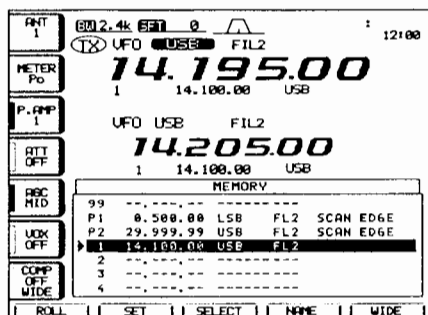 ANT
1
BW 2.4k SFT 0
:
12:00
TX VFO USB FIL2
METER
Po
14.195.00
1 14.100.00 USB
P.AMP
1
VFO USB FIL2
ATT
OFF
14.205.00
1 14.100.00 USB
AGC
MID
MEMORY
99 --.---.-- ----------
P1 0.500.00 LSB FL2 SCAN EDGE
P2 29.999.99 USB FL2 SCAN EDGE
VOX
OFF
1 14.100.00 USB FL2
2 --.---.-- ----------
3 --.---.-- ----------
4 --.---.-- ----------
COMP
OFF
WIDE
ROLL SET SELECT NAME WIDE